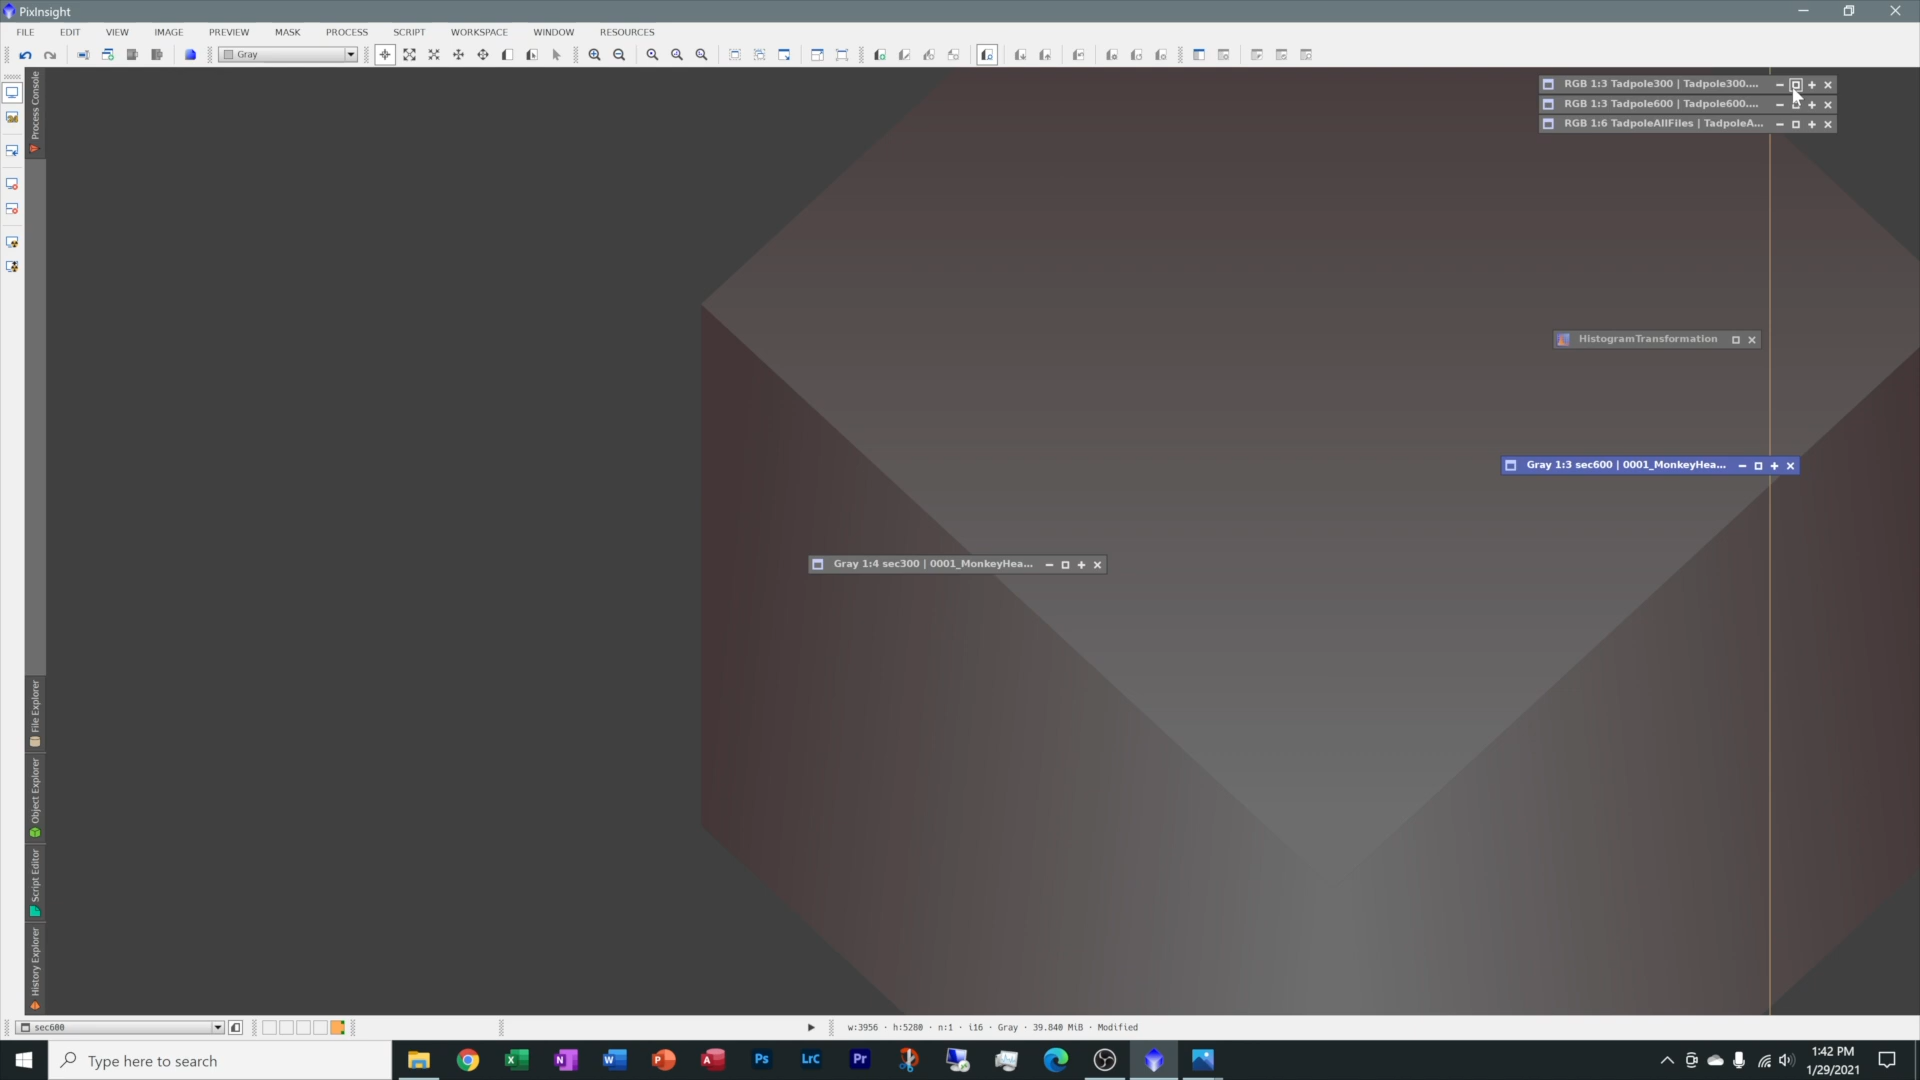 PixInsight
FILE EDIT VIEW IMAGE PREVIEW MASK PROCESS SCRIPT WORKSPACE WINDOW RESOURCES
Gray
Process Console
RGB 1:3 Tadpole300 | Tadpole300....
RGB 1:3 Tadpole600 | Tadpole600....
RGB 1:6 TadpoleAllFiles | TadpoleA...
HistogramTransformation
Gray 1:3 sec600 | 0001_MonkeyHea...
Gray 1:4 sec300 | 0001_MonkeyHea...
File Explorer
Object Explorer
Script Editor
History Explorer
sec600
w:3956 · h:5280 · n:1 · i16 · Gray · 39.840 MiB · Modified
Type here to search
Ps
LrC
Pr
1:42 PM
1/29/2021